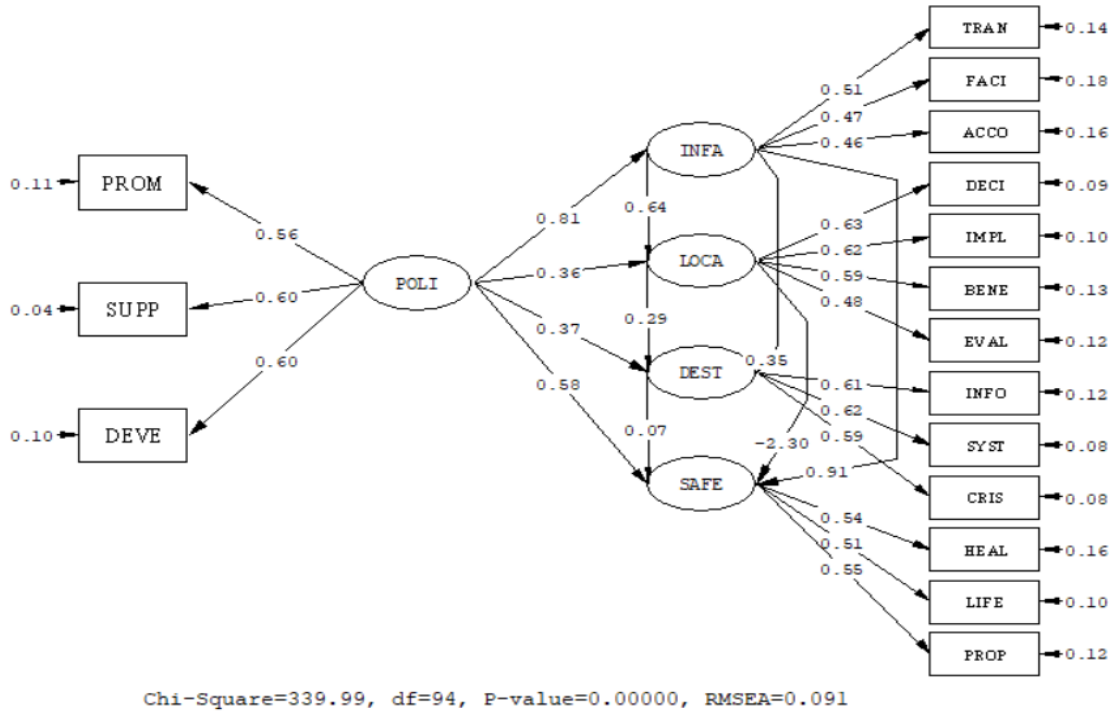 TRAN
0.14
0.51
FACI
0.18
0.47
ACCO
0.16
0.46
INFA
PROM
0.11
DECI
0.09
0.63
0.64
0.81
0.56
IMPL
0.10
0.62
LOCA
0.36
POLI
BENE
0.13
0.59
0.60
SUPP
0.04
0.48
0.29
0.37
EVAL
0.12
0.35
DEST
0.60
0.58
0.61
INFO
0.12
0.62
DEVE
0.10
0.07
0.59
-2.30
SYST
0.08
0.91
SAFE
CRIS
0.08
0.54
0.51
HEAL
0.16
0.55
LIFE
0.10
PROP
0.12
Chi-Square=339.99, df=94, P-value=0.00000, RMSEA=0.091